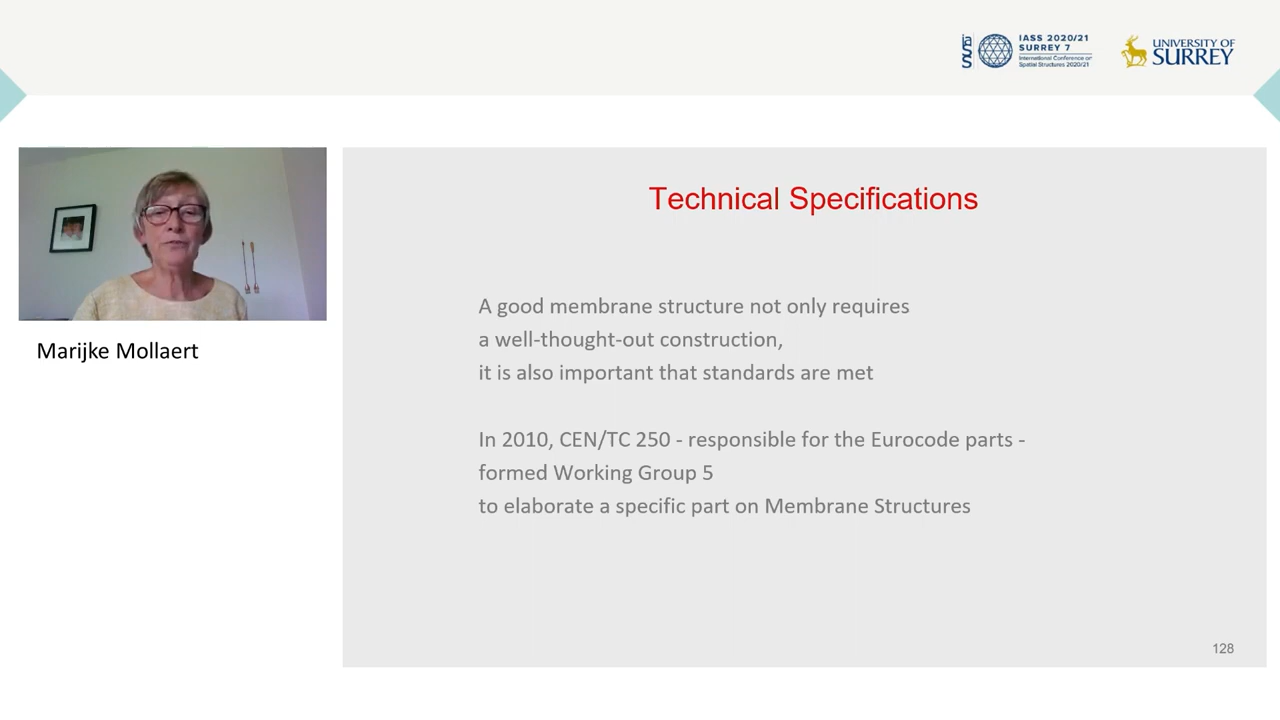 iass
IASS 2020/21
SURREY 7
International Conference on
Spatial Structures 2020/21
UNIVERSITY OF
SURREY
Marijke Mollaert
Technical Specifications
A good membrane structure not only requires
a well-thought-out construction,
it is also important that standards are met
In 2010, CEN/TC 250 - responsible for the Eurocode parts -
formed Working Group 5
to elaborate a specific part on Membrane Structures
128